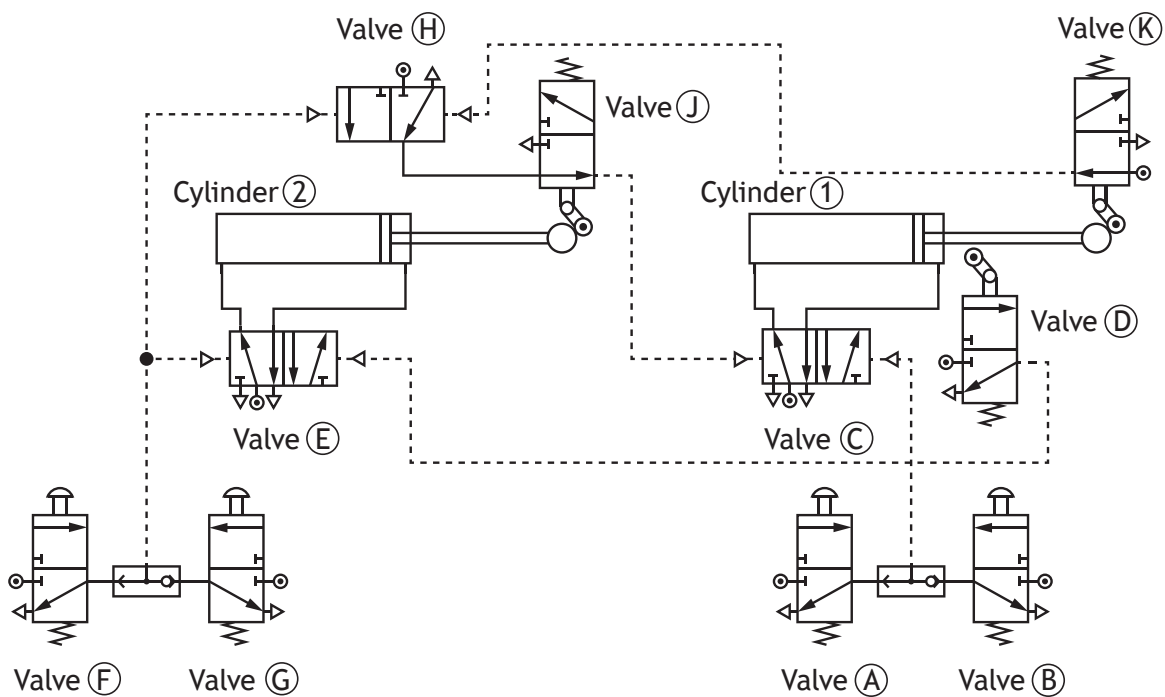 Valve Ⓗ
Valve Ⓚ
Valve Ⓙ
Cylinder ②
Cylinder ①
Valve Ⓓ
Valve Ⓔ
Valve Ⓒ
Valve Ⓕ
Valve Ⓖ
Valve Ⓐ
Valve Ⓑ